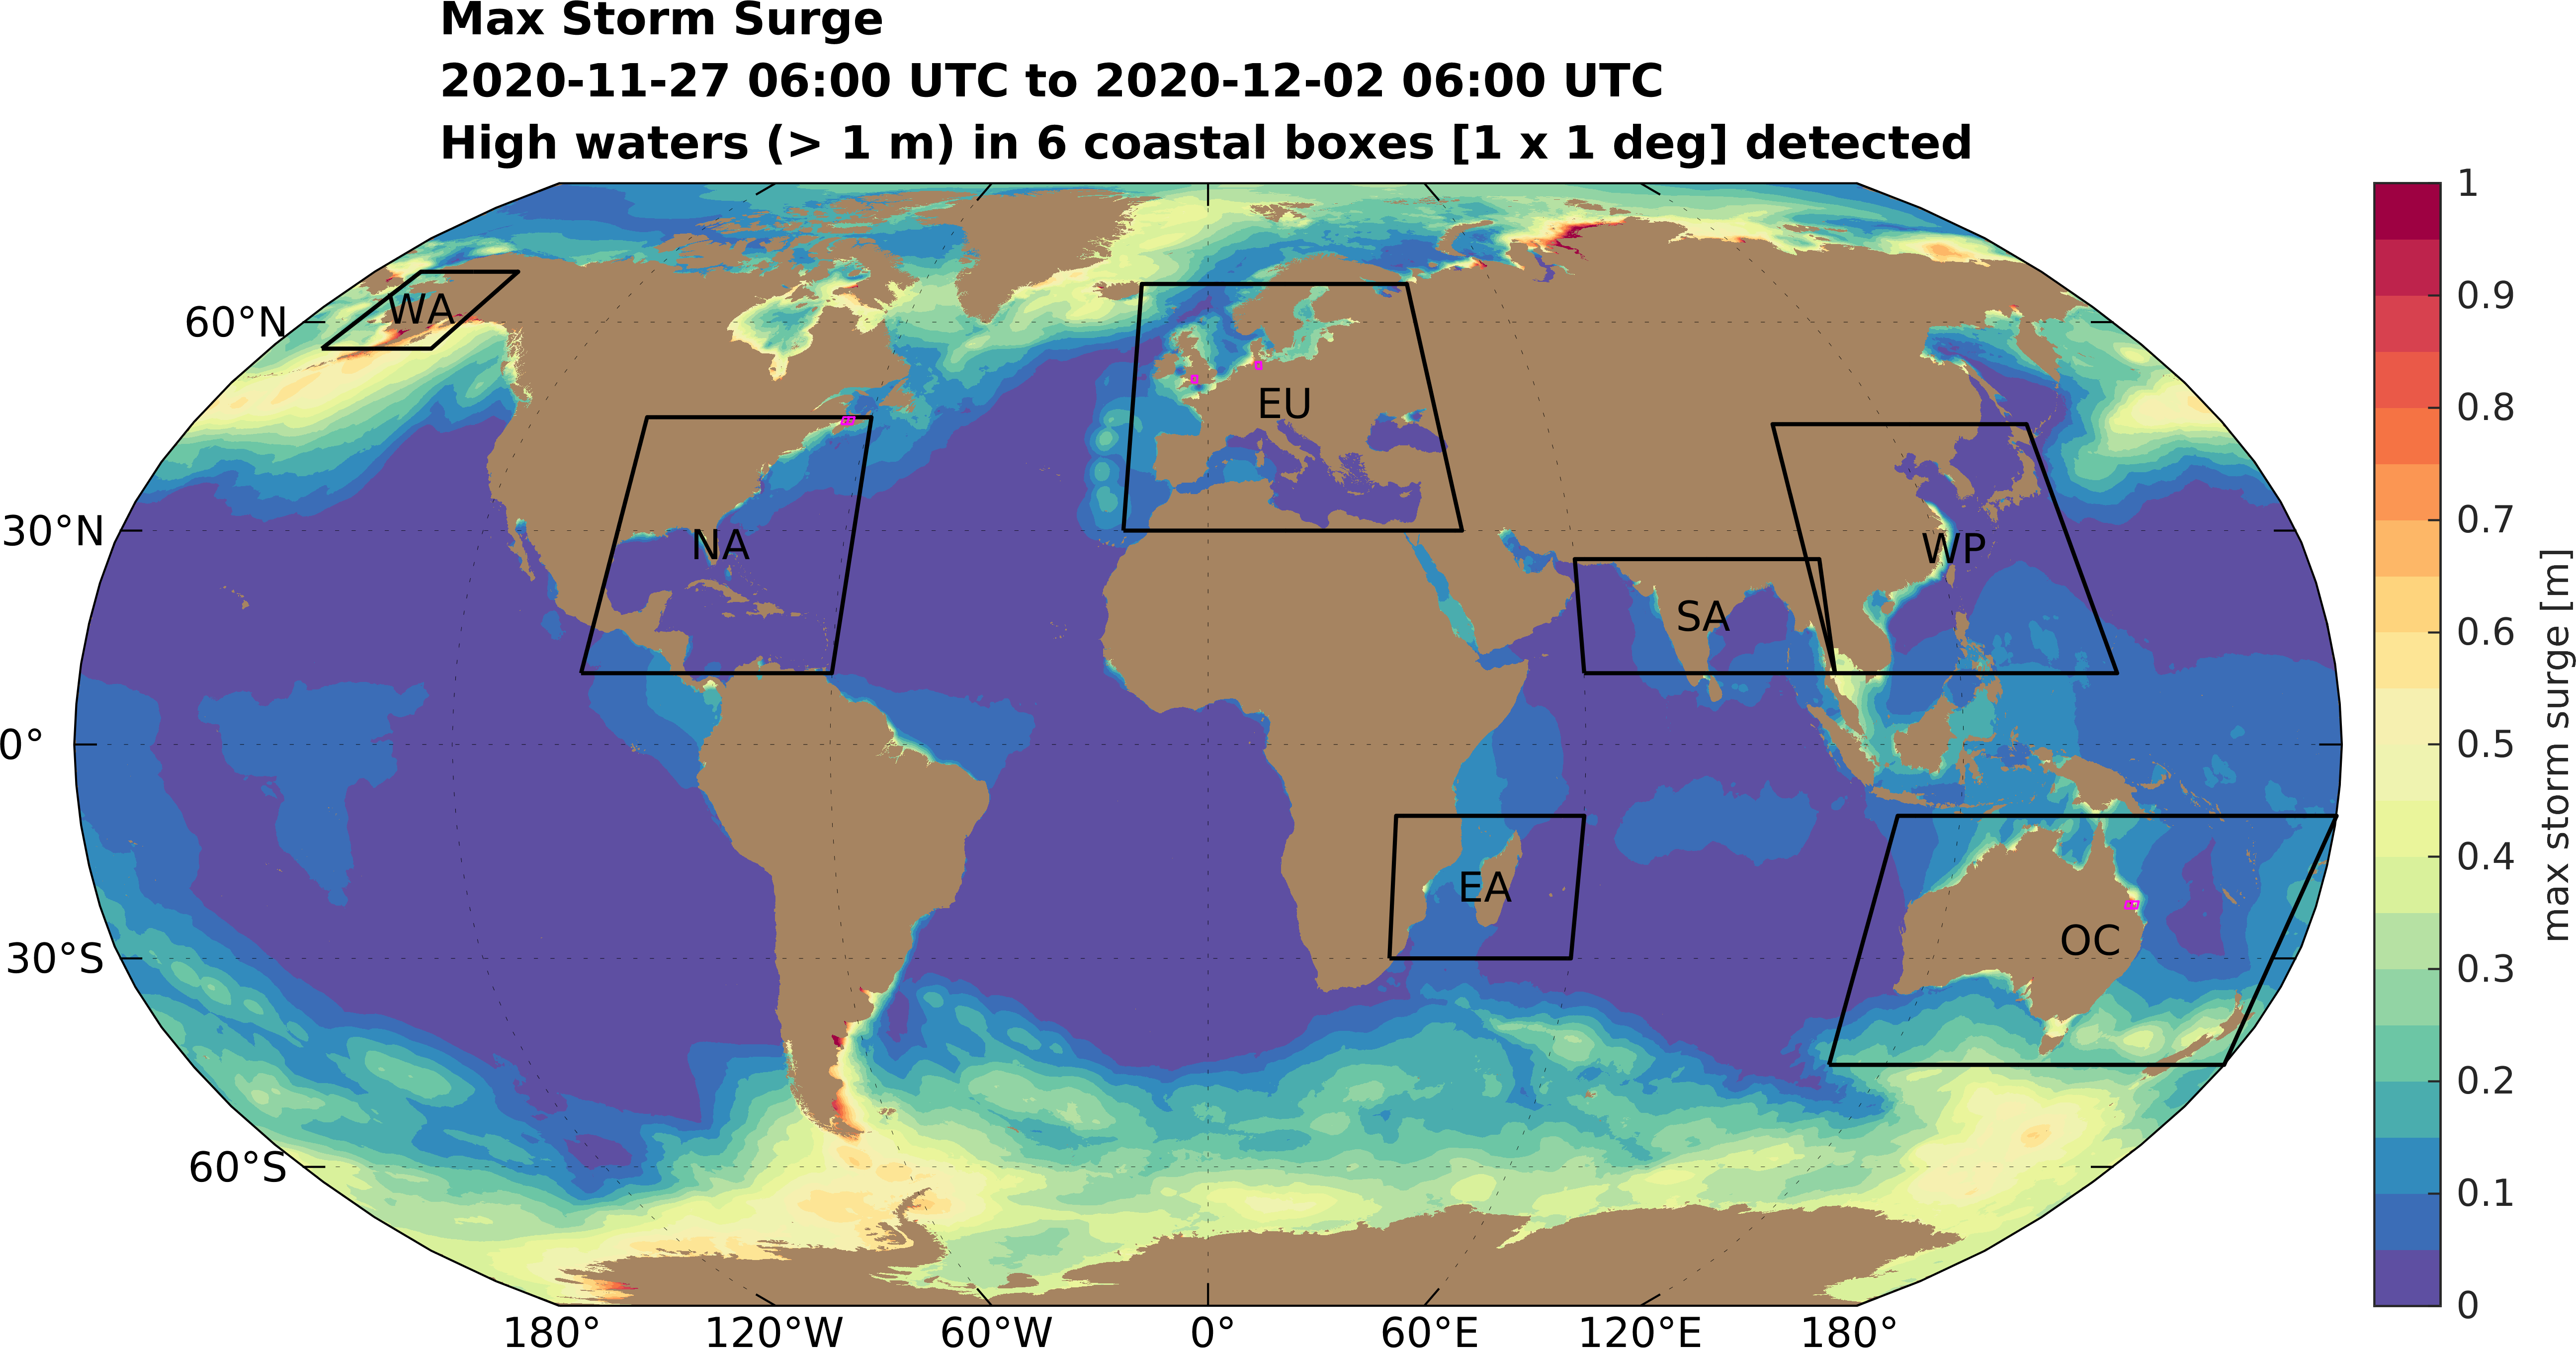 Max Storm Surge
2020-11-27 06:00 UTC to 2020-12-02 06:00 UTC
High waters (> 1 m) in 6 coastal boxes [1 x 1 deg] detected
60°N
30°N
0°
30°S
60°S
180°
120°W
60°W
0°
60°E
120°E
180°
WA
NA
EU
SA
WP
EA
OC
1
0.9
0.8
0.7
0.6
0.5
0.4
0.3
0.2
0.1
0
max storm surge [m]